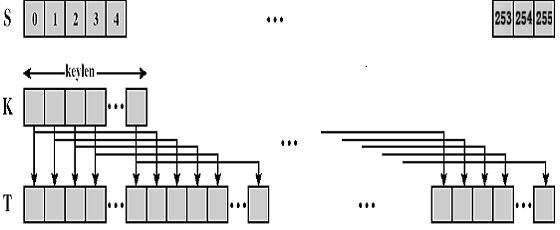 S 0 1 2 3 4 ... 253 254 255
keylen
K ... ...
T ... ... ... ...